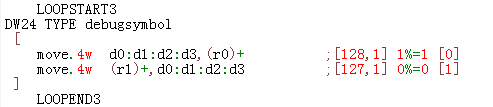 LOOPSTART3
DW24 TYPE debugsymbol
[
move.4w d0:d1:d2:d3,(r0)+ ;[128,1] 1%=1 [0]
move.4w (r1)+,d0:d1:d2:d3 ;[127,1] 0%=0 [1]
]
LOOPEND3